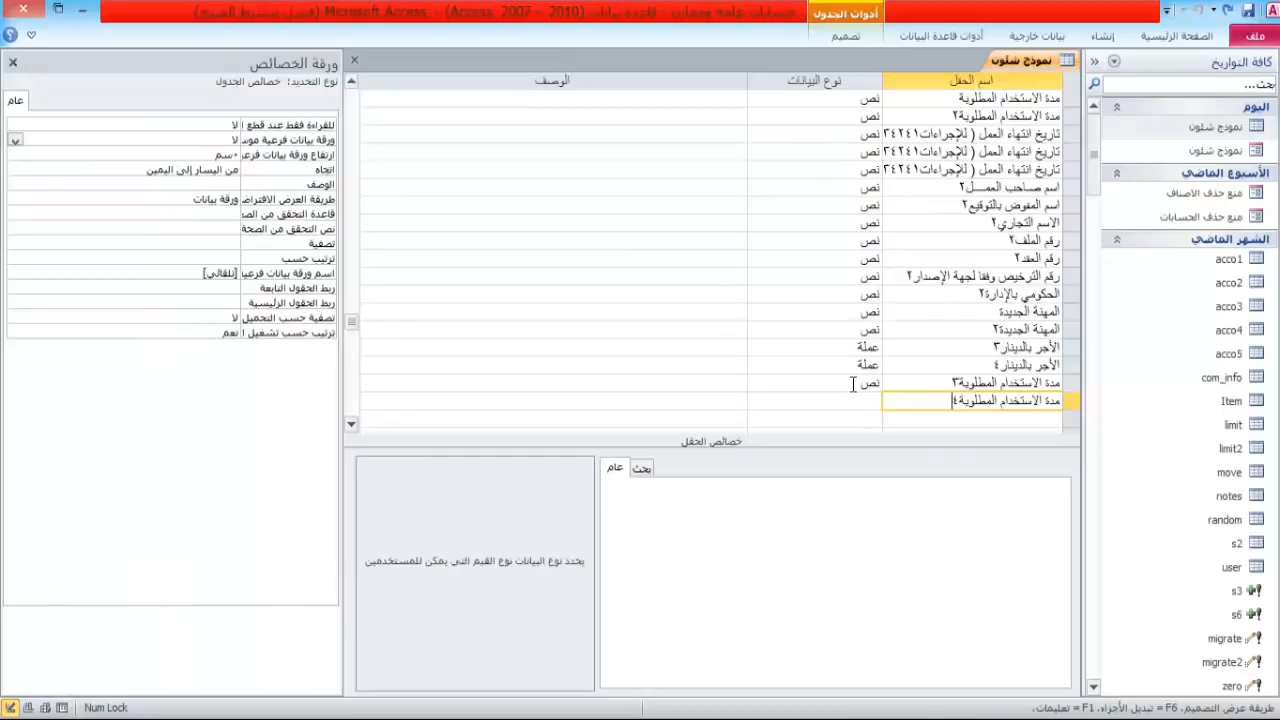 حسابات عامة ومخازن - قاعدة بيانات (Access 2007 - 2010) - Microsoft Access (فشل تنشيط المنتج)
أدوات الجدول
ملف
الصفحة الرئيسية
إنشاء
بيانات خارجية
أدوات قاعدة البيانات
تصميم
كافة التواريخ
بحث...
اليوم
نموذج شئون
نموذج شئون
الأسبوع الماضي
منع حذف الاصناف
منع حذف الحسابات
الشهر الماضي
acco1
acco2
acco3
acco4
acco5
com_info
Item
limit
limit2
move
notes
random
s2
user
s3
s6
migrate
migrate2
zero
نموذج شئون
اسم الحقل نوع البيانات الوصف
مدة الاستخدام المطلوبة نص
مدة الاستخدام المطلوبة٢ نص
تاريخ انتهاء العمل ( للإجراءات٣٤٢٤١ نص
تاريخ انتهاء العمل ( للإجراءات٣٤٢٤١ نص
تاريخ انتهاء العمل ( للإجراءات٣٤٢٤١ نص
اسم صاحب العمـــل٢ نص
اسم المفوض بالتوقيع٢ نص
الاسم التجاري٢ نص
رقم الملف٢ نص
رقم العقد٢ نص
رقم الترخيص وفقا لجهة الإصدار٢ نص
الحكومي بالإدارة٢ نص
المهنة الجديدة نص
المهنة الجديدة٢ نص
الأجر بالدينار٣ عملة
الأجر بالدينار٤ عملة
مدة الاستخدام المطلوبة٣ نص
مدة الاستخدام المطلوبة٤
خصائص الحقل
عام بحث
يحدد نوع البيانات نوع القيم التي يمكن للمستخدمين
ورقة الخصائص
نوع التحديد: خصائص الجدول
عام
للقراءة فقط عند قطع ا لا
ورقة بيانات فرعية موس لا
ارتفاع ورقة بيانات فرعي ٠سم
اتجاه من اليسار إلى اليمين
الوصف
طريقة العرض الافتراض ورقة بيانات
قاعدة التحقق من الصح
نص التحقق من الصحة
تصفية
ترتيب حسب
اسم ورقة بيانات فرعية [تلقائي]
ربط الحقول التابعة
ربط الحقول الرئيسية
تصفية حسب التحميل لا
ترتيب حسب تشغيل ا نعم
طريقة عرض التصميم. F6 = تبديل الأجزاء. F1 = تعليمات.
Num Lock